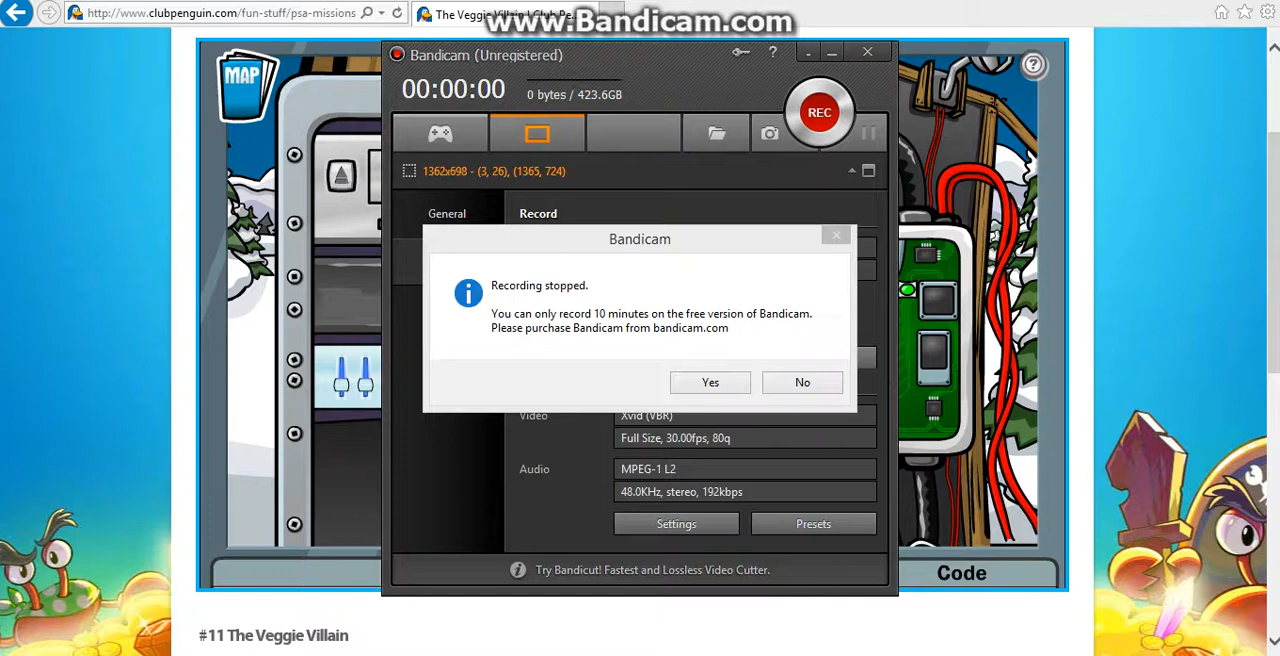 http://www.clubpenguin.com/fun-stuff/psa-missions
The Veggie Villain | Club Pe...
www.Bandicam.com
MAP
?
Bandicam (Unregistered)
?
00:00:00
0 bytes / 423.6GB
REC
1362x698 - (3, 26), (1365, 724)
General
Record
Bandicam
Recording stopped.
You can only record 10 minutes on the free version of Bandicam.
Please purchase Bandicam from bandicam.com
Yes
No
Video
Xvid (VBR)
Full Size, 30.00fps, 80q
Audio
MPEG-1 L2
48.0KHz, stereo, 192kbps
Settings
Presets
Try Bandicut! Fastest and Lossless Video Cutter.
Code
#11 The Veggie Villain